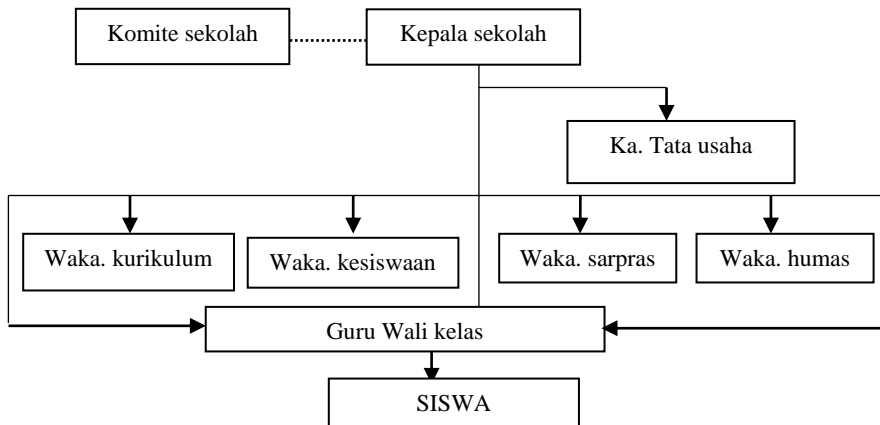 Komite sekolah
Kepala sekolah
Ka. Tata usaha
Waka. kurikulum
Waka. kesiswaan
Waka. sarpras
Waka. humas
Guru Wali kelas
SISWA